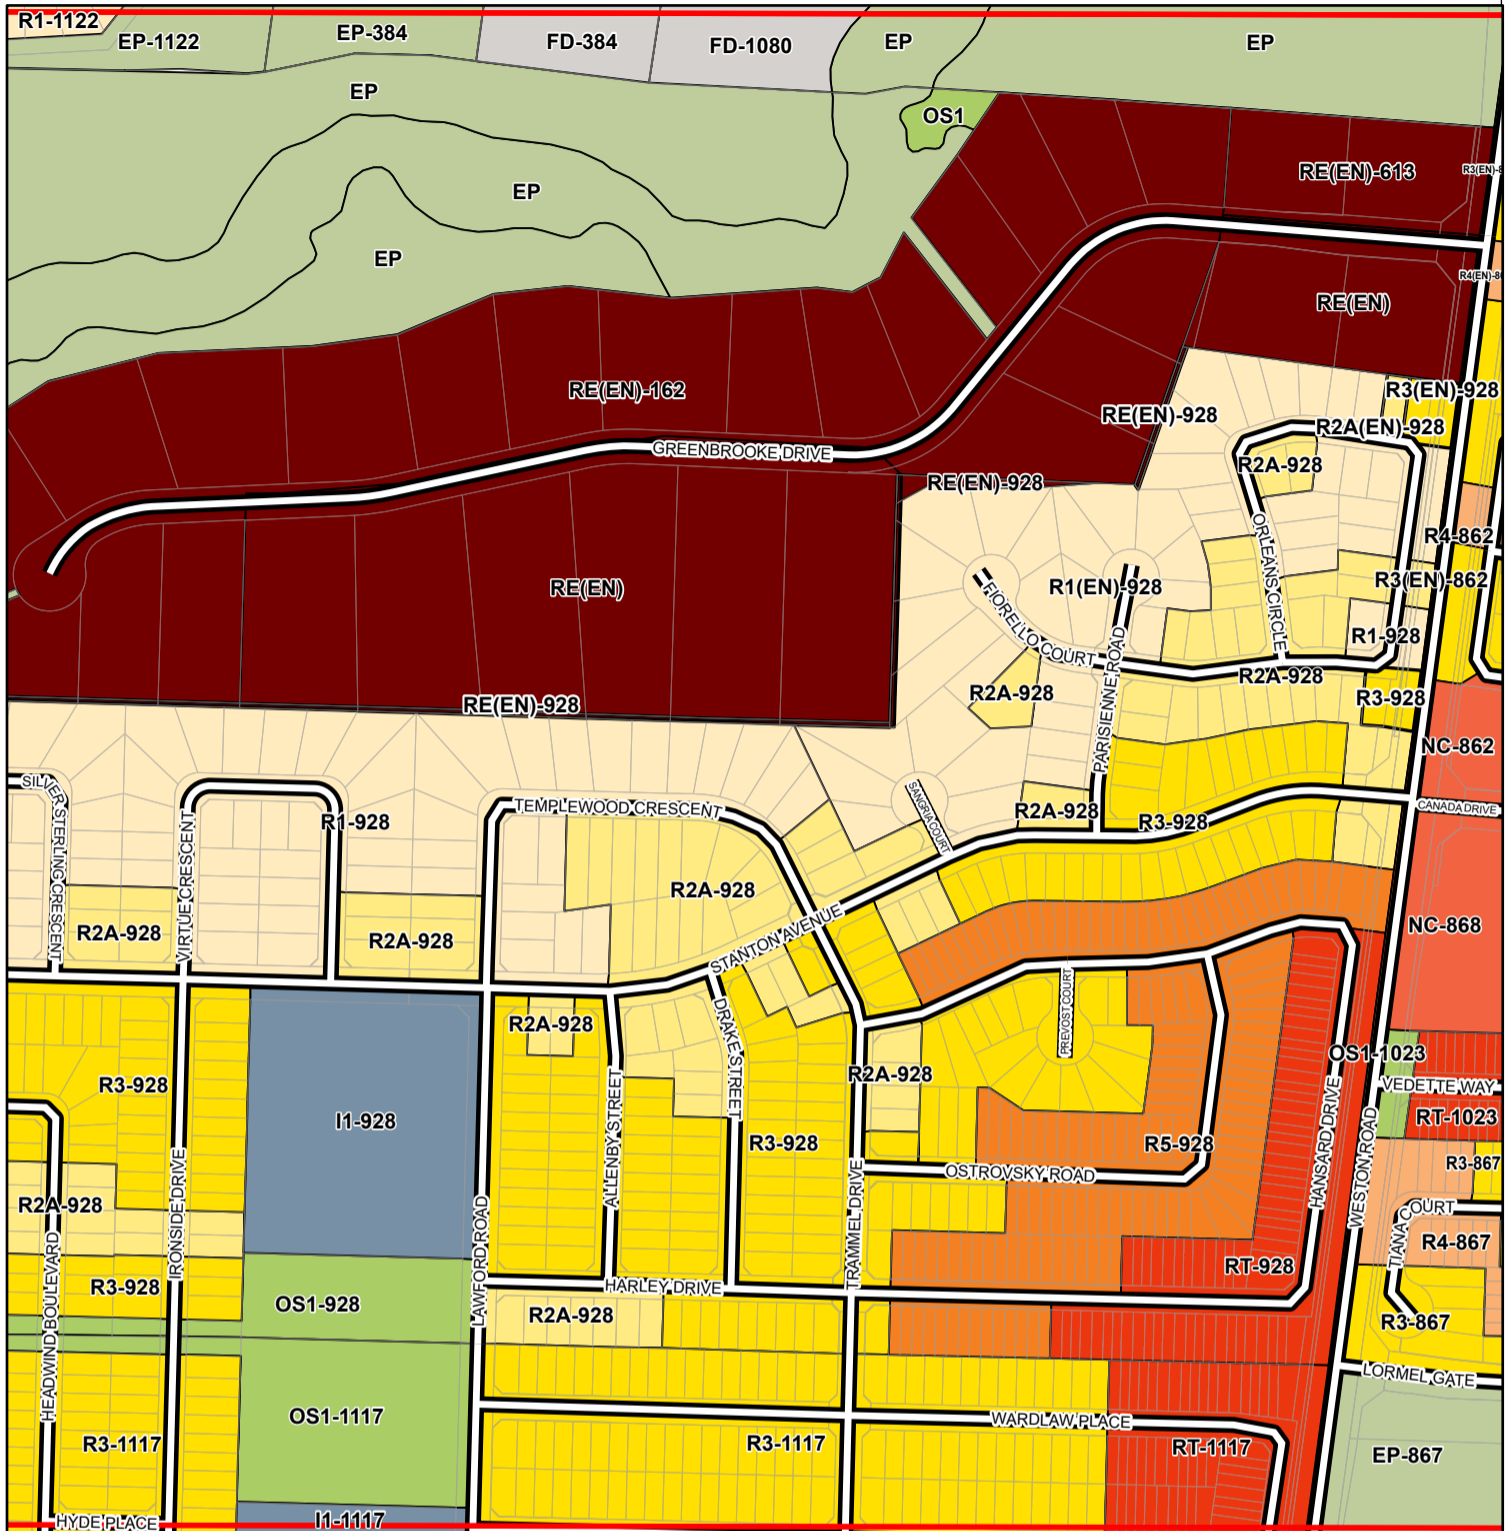 R1-1122
EP-1122
EP-384
FD-384
FD-1080
EP
EP
EP
OS1
EP
EP
RE(EN)-613
RE(EN)
RE(EN)-162
RE(EN)-928
R3(EN)-928
R2A(EN)-928
GREENBROOKE DRIVE
R2A-928
RE(EN)-928
ORLEANS CIRCLE
R4-862
RE(EN)
R1(EN)-928
R3(EN)-862
FIORELLO COURT
R1-928
R2A-928
R2A-928
R3-928
RE(EN)-928
PARISIENNE ROAD
NC-862
SILVER STERLING CRESCENT
VIRTUE CRESCENT
R1-928
TEMPLEWOOD CRESCENT
SANGRIA COURT
R2A-928
R3-928
CANADA DRIVE
R2A-928
R2A-928
R2A-928
STANTON AVENUE
NC-868
PREVOST COURT
R2A-928
DRAKE STREET
R2A-928
OS1-1023
R3-928
VEDETTE WAY
I1-928
ALLENBY STREET
R3-928
R5-928
HANSARD DRIVE
WESTON ROAD
RT-1023
R3-867
OSTROVSKY ROAD
R2A-928
IRONSIDE DRIVE
TIANA COURT
R4-867
LAWFORD ROAD
TRAMMEL DRIVE
RT-928
R3-928
HARLEY DRIVE
OS1-928
R2A-928
R3-867
HEADWIND BOULEVARD
LORMEL GATE
OS1-1117
WARDLAW PLACE
R3-1117
R3-1117
RT-1117
EP-867
HYDE PLACE
I1-1117